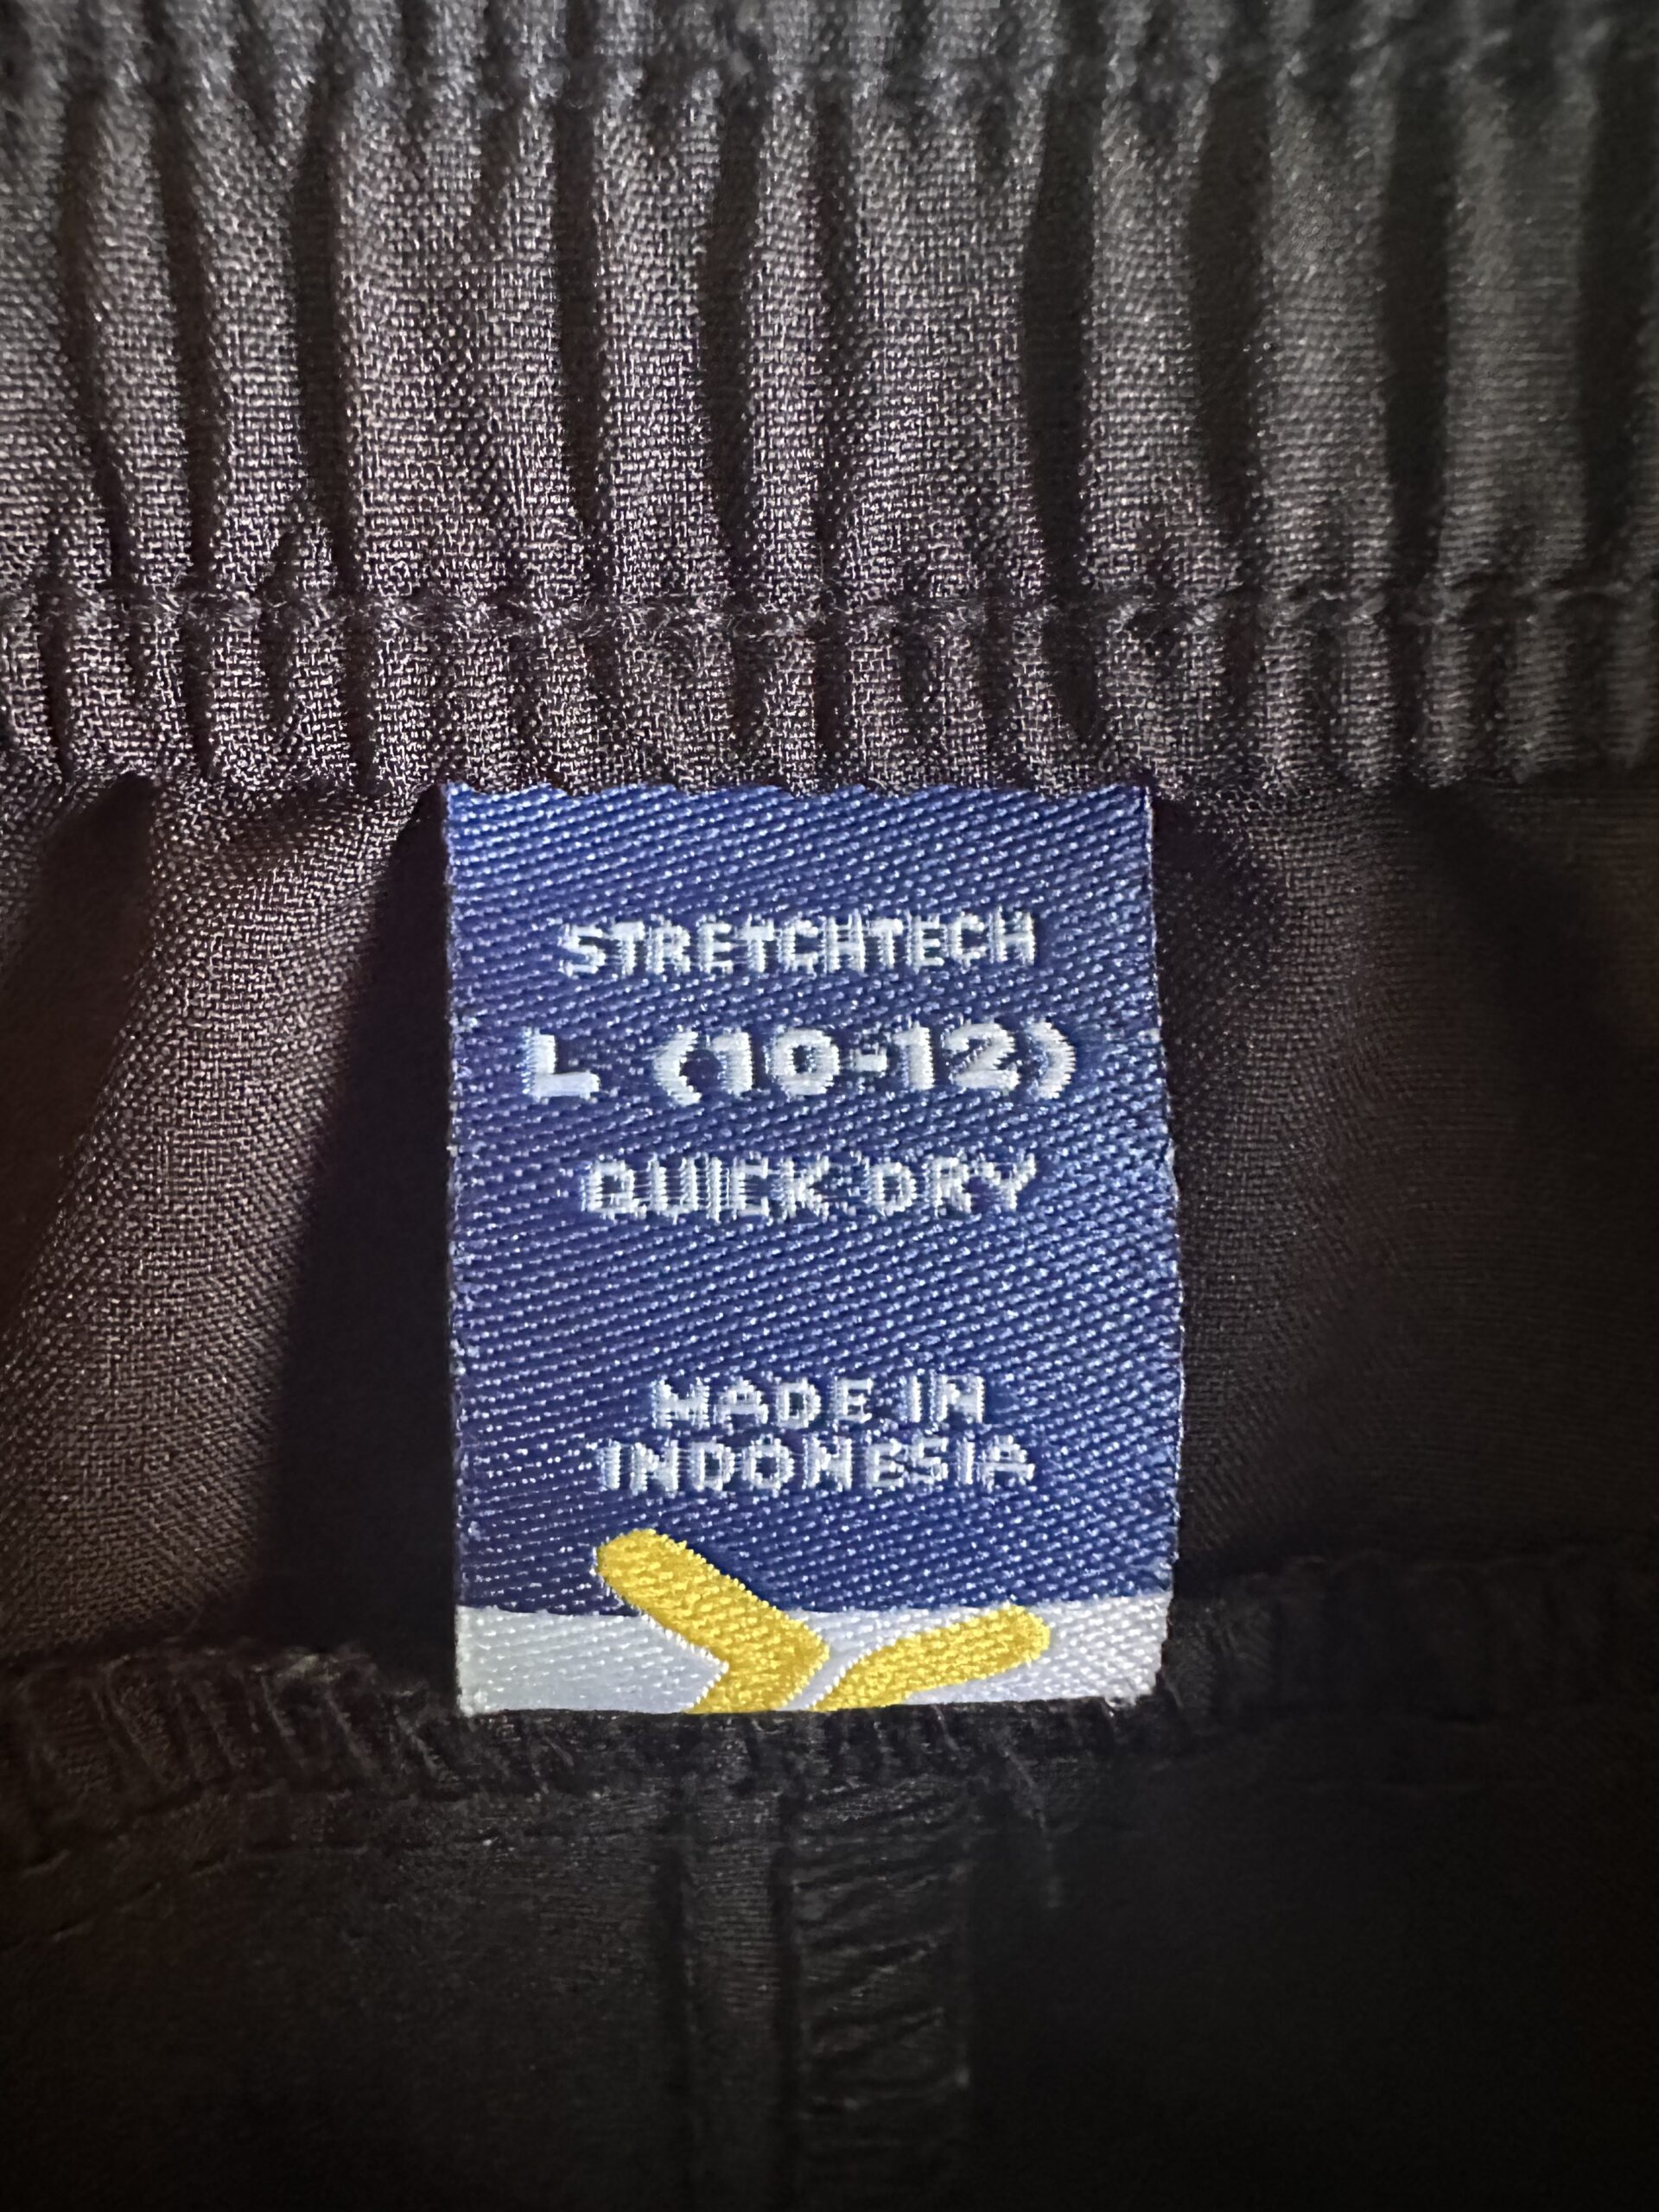 STRETCHTECH
L (10-12)
QUICK DRY
MADE IN
INDONESIA